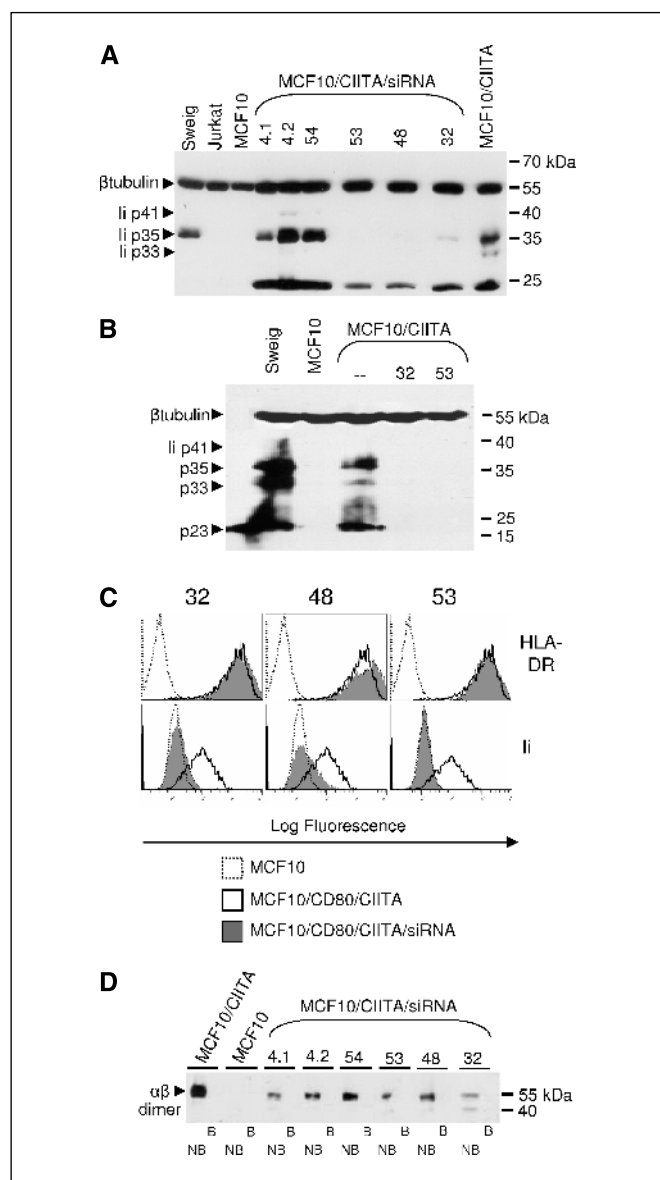 A
MCF10/CIITA/siRNA
Sweig
Jurkat
MCF10
4.1
4.2
54
53
48
32
MCF10/CIITA
βtubulin
Ii p41
Ii p35
Ii p33
70 kDa
55
40
35
25
B
MCF10/CIITA
Sweig
MCF10
--
32
53
βtubulin
Ii p41
p35
p33
p23
55 kDa
40
35
25
15
C
32 48 53
HLA-
DR
Ii
Log Fluorescence
MCF10
MCF10/CD80/CIITA
MCF10/CD80/CIITA/siRNA
D
MCF10/CIITA
MCF10
MCF10/CIITA/siRNA
4.1 4.2 54 53 48 32
αβ
dimer
55 kDa
40
B B B B B B B B
NB NB NB NB NB NB NB NB